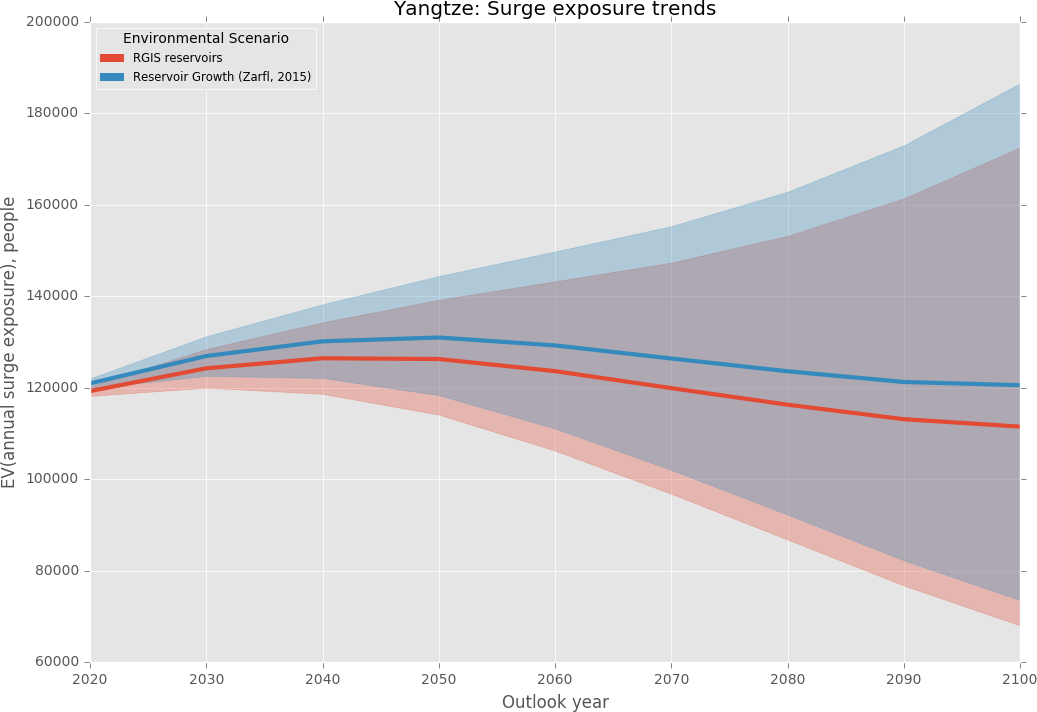 Yangtze: Surge exposure trends
Environmental Scenario
RGIS reservoirs
Reservoir Growth (Zarfl, 2015)
EV(annual surge exposure), people
200000
180000
160000
140000
120000
100000
80000
60000
2020 2030 2040 2050 2060 2070 2080 2090 2100
Outlook year